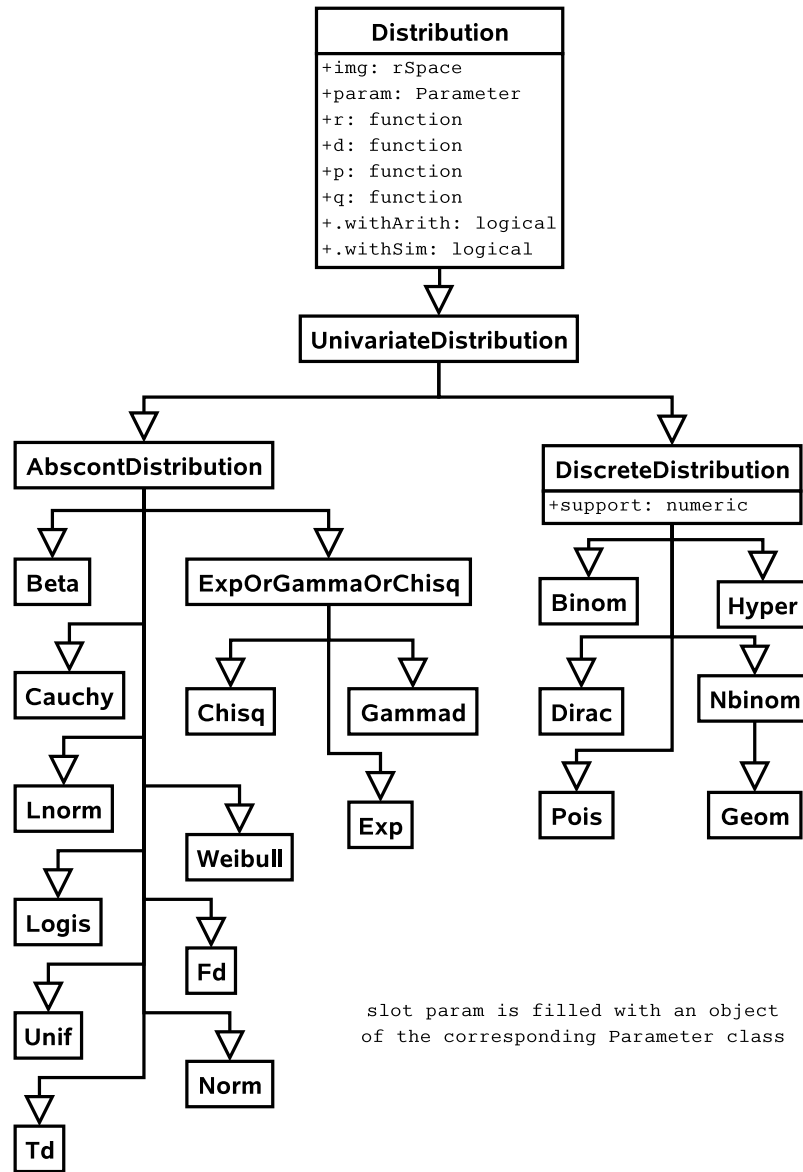 Distribution
+img: rSpace
+param: Parameter
+r: function
+d: function
+p: function
+q: function
+.withArith: logical
+.withSim: logical
UnivariateDistribution
AbscontDistribution
DiscreteDistribution
+support: numeric
Beta
ExpOrGammaOrChisq
Binom
Hyper
Cauchy
Chisq
Gammad
Dirac
Nbinom
Lnorm
Weibull
Exp
Pois
Geom
Logis
Fd
Unif
Norm
Td
slot param is filled with an object
of the corresponding Parameter class